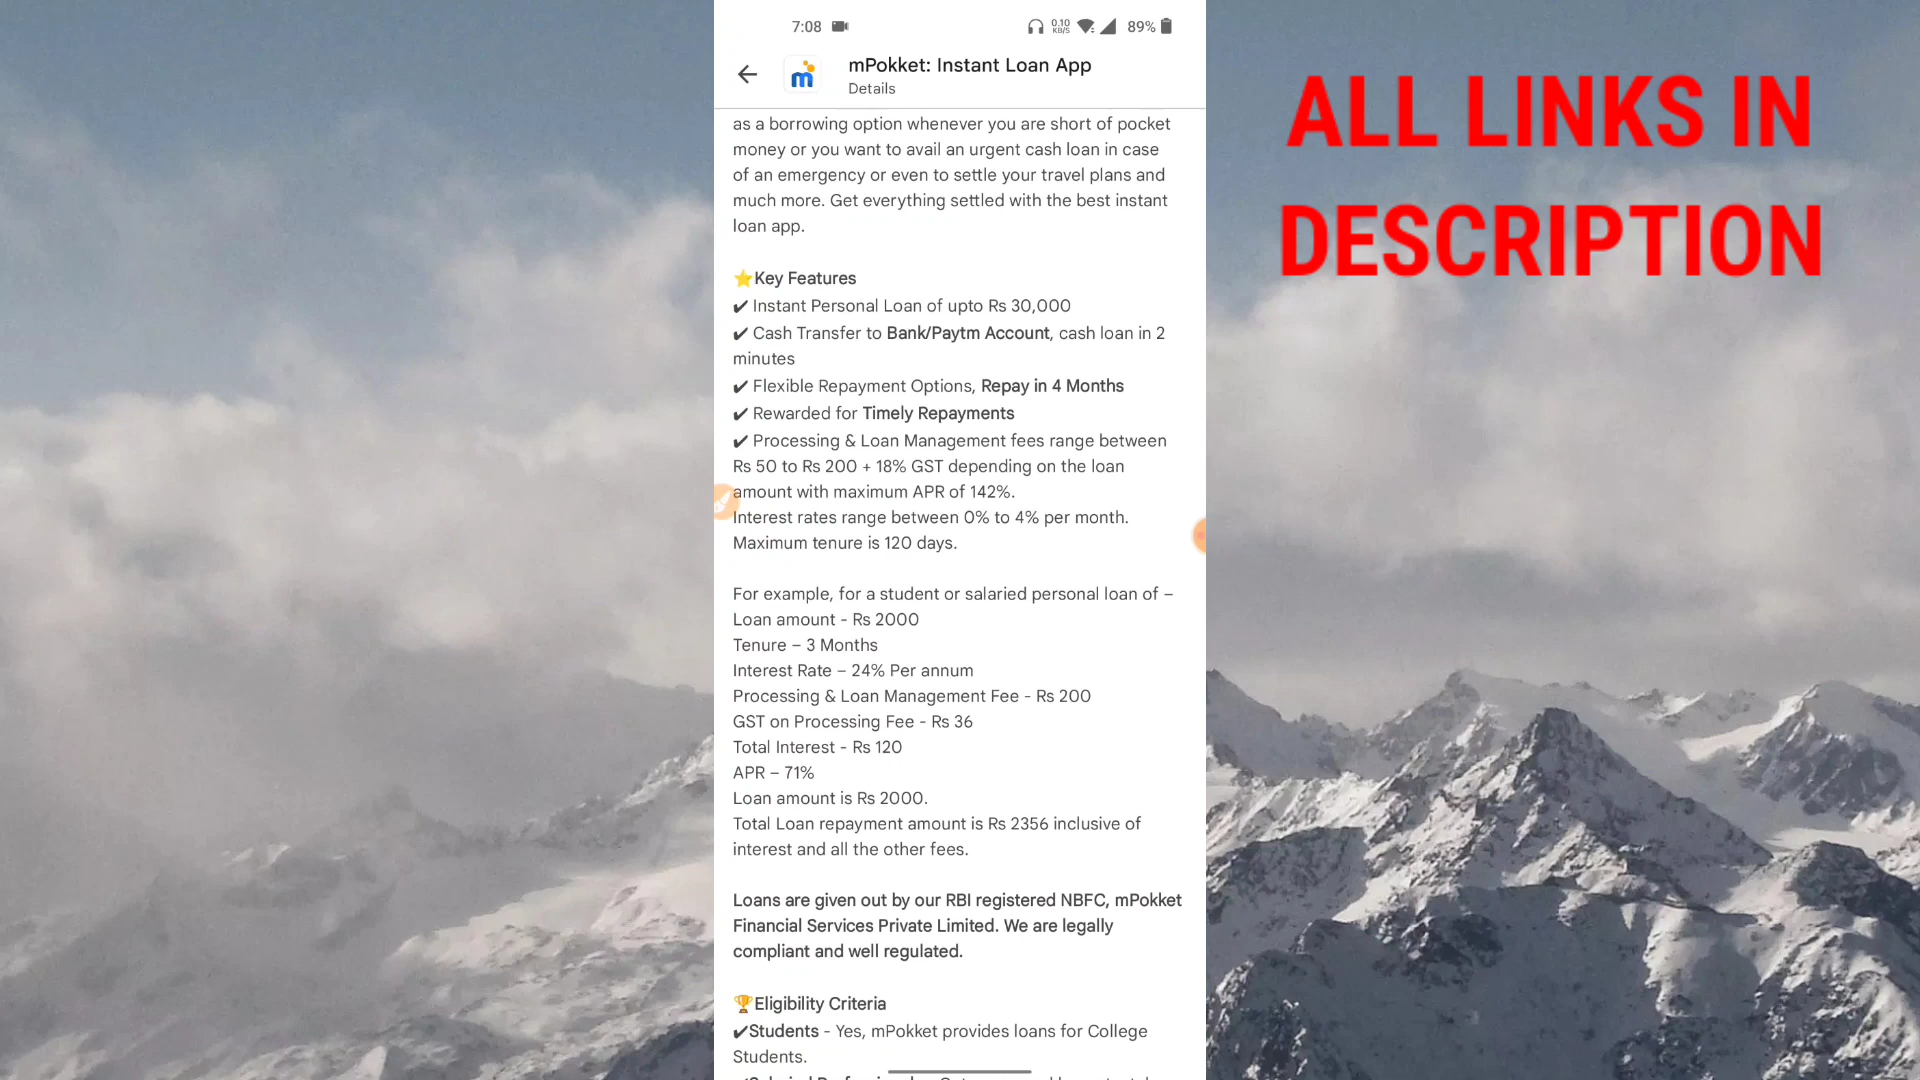 7:08
0.10
KB/S
89%
mPokket: Instant Loan App
Details
as a borrowing option whenever you are short of pocket
money or you want to avail an urgent cash loan in case
of an emergency or even to settle your travel plans and
much more. Get everything settled with the best instant
loan app.
⭐Key Features
✔ Instant Personal Loan of upto Rs 30,000
✔ Cash Transfer to Bank/Paytm Account, cash loan in 2
minutes
✔ Flexible Repayment Options, Repay in 4 Months
✔ Rewarded for Timely Repayments
✔ Processing & Loan Management fees range between
Rs 50 to Rs 200 + 18% GST depending on the loan
amount with maximum APR of 142%.
Interest rates range between 0% to 4% per month.
Maximum tenure is 120 days.
For example, for a student or salaried personal loan of –
Loan amount - Rs 2000
Tenure – 3 Months
Interest Rate – 24% Per annum
Processing & Loan Management Fee - Rs 200
GST on Processing Fee - Rs 36
Total Interest - Rs 120
APR – 71%
Loan amount is Rs 2000.
Total Loan repayment amount is Rs 2356 inclusive of
interest and all the other fees.
Loans are given out by our RBI registered NBFC, mPokket
Financial Services Private Limited. We are legally
compliant and well regulated.
🏆Eligibility Criteria
✔Students - Yes, mPokket provides loans for College
Students.
ALL LINKS IN
DESCRIPTION